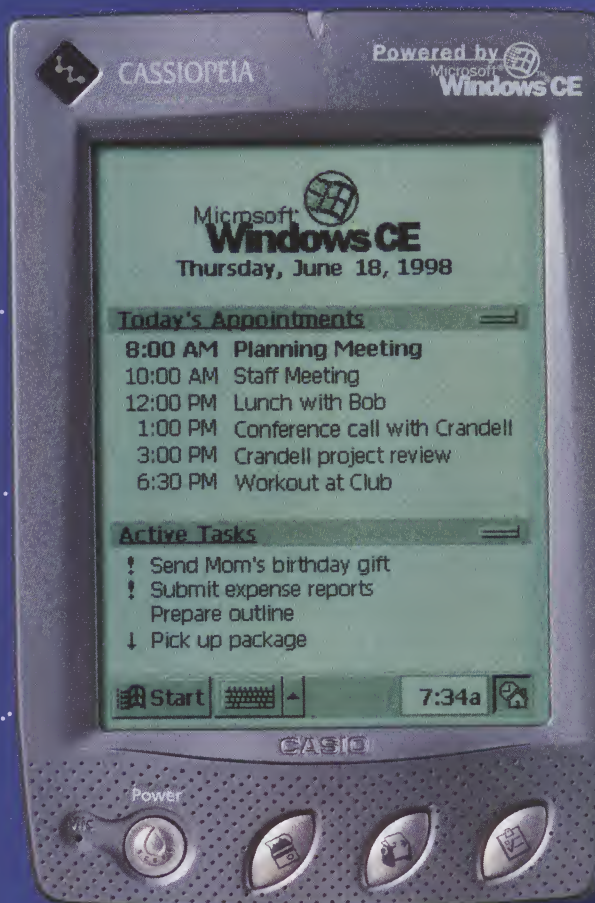 CASSIOPEIA
Powered by
Microsoft®
Windows CE
Microsoft®
Windows CE
Thursday, June 18, 1998
Today's Appointments
8:00 AM Planning Meeting
10:00 AM Staff Meeting
12:00 PM Lunch with Bob
1:00 PM Conference call with Crandell
3:00 PM Crandell project review
6:30 PM Workout at Club
Active Tasks
! Send Mom's birthday gift
! Submit expense reports
Prepare outline
↓ Pick up package
Start
7:34a
CASIO
Power
MIC